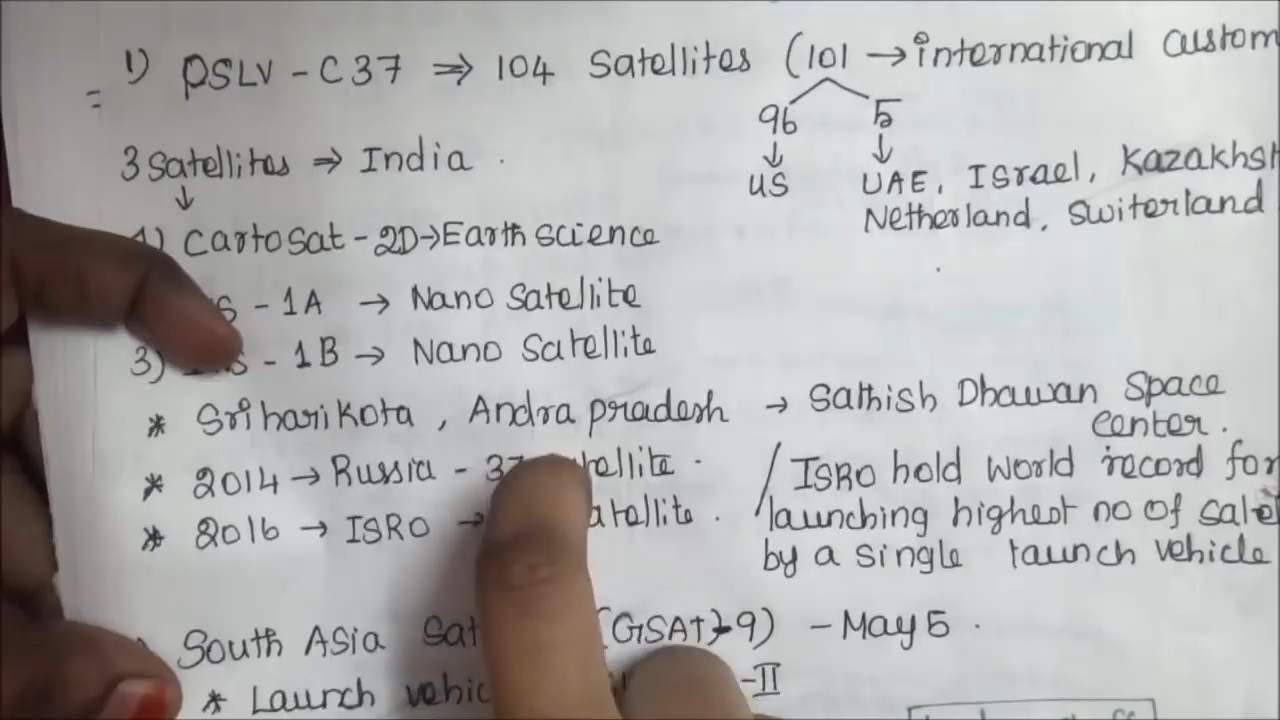 1) PSLV - C37 ⇒ 104 Satellites (101 → international custom
=
96 5
↓ ↓
3 Satellites ⇒ India . US UAE, Israel, Kazakhst
↓ Netherland, Switerland
1) Cartosat - 2D → Earth science
- 1A → Nano Satellite
3) - 1B → Nano Satellite
* Sriharikota , Andra pradesh → Sathish Dhawan Space
center.
* 2014 → Russia - .
* 2016 → ISRO → .
/ ISRO hold world record for
launching highest no of sate
by a single launch vehicle
South Asia (GSAT-9) - May 5 .
* Launch -II